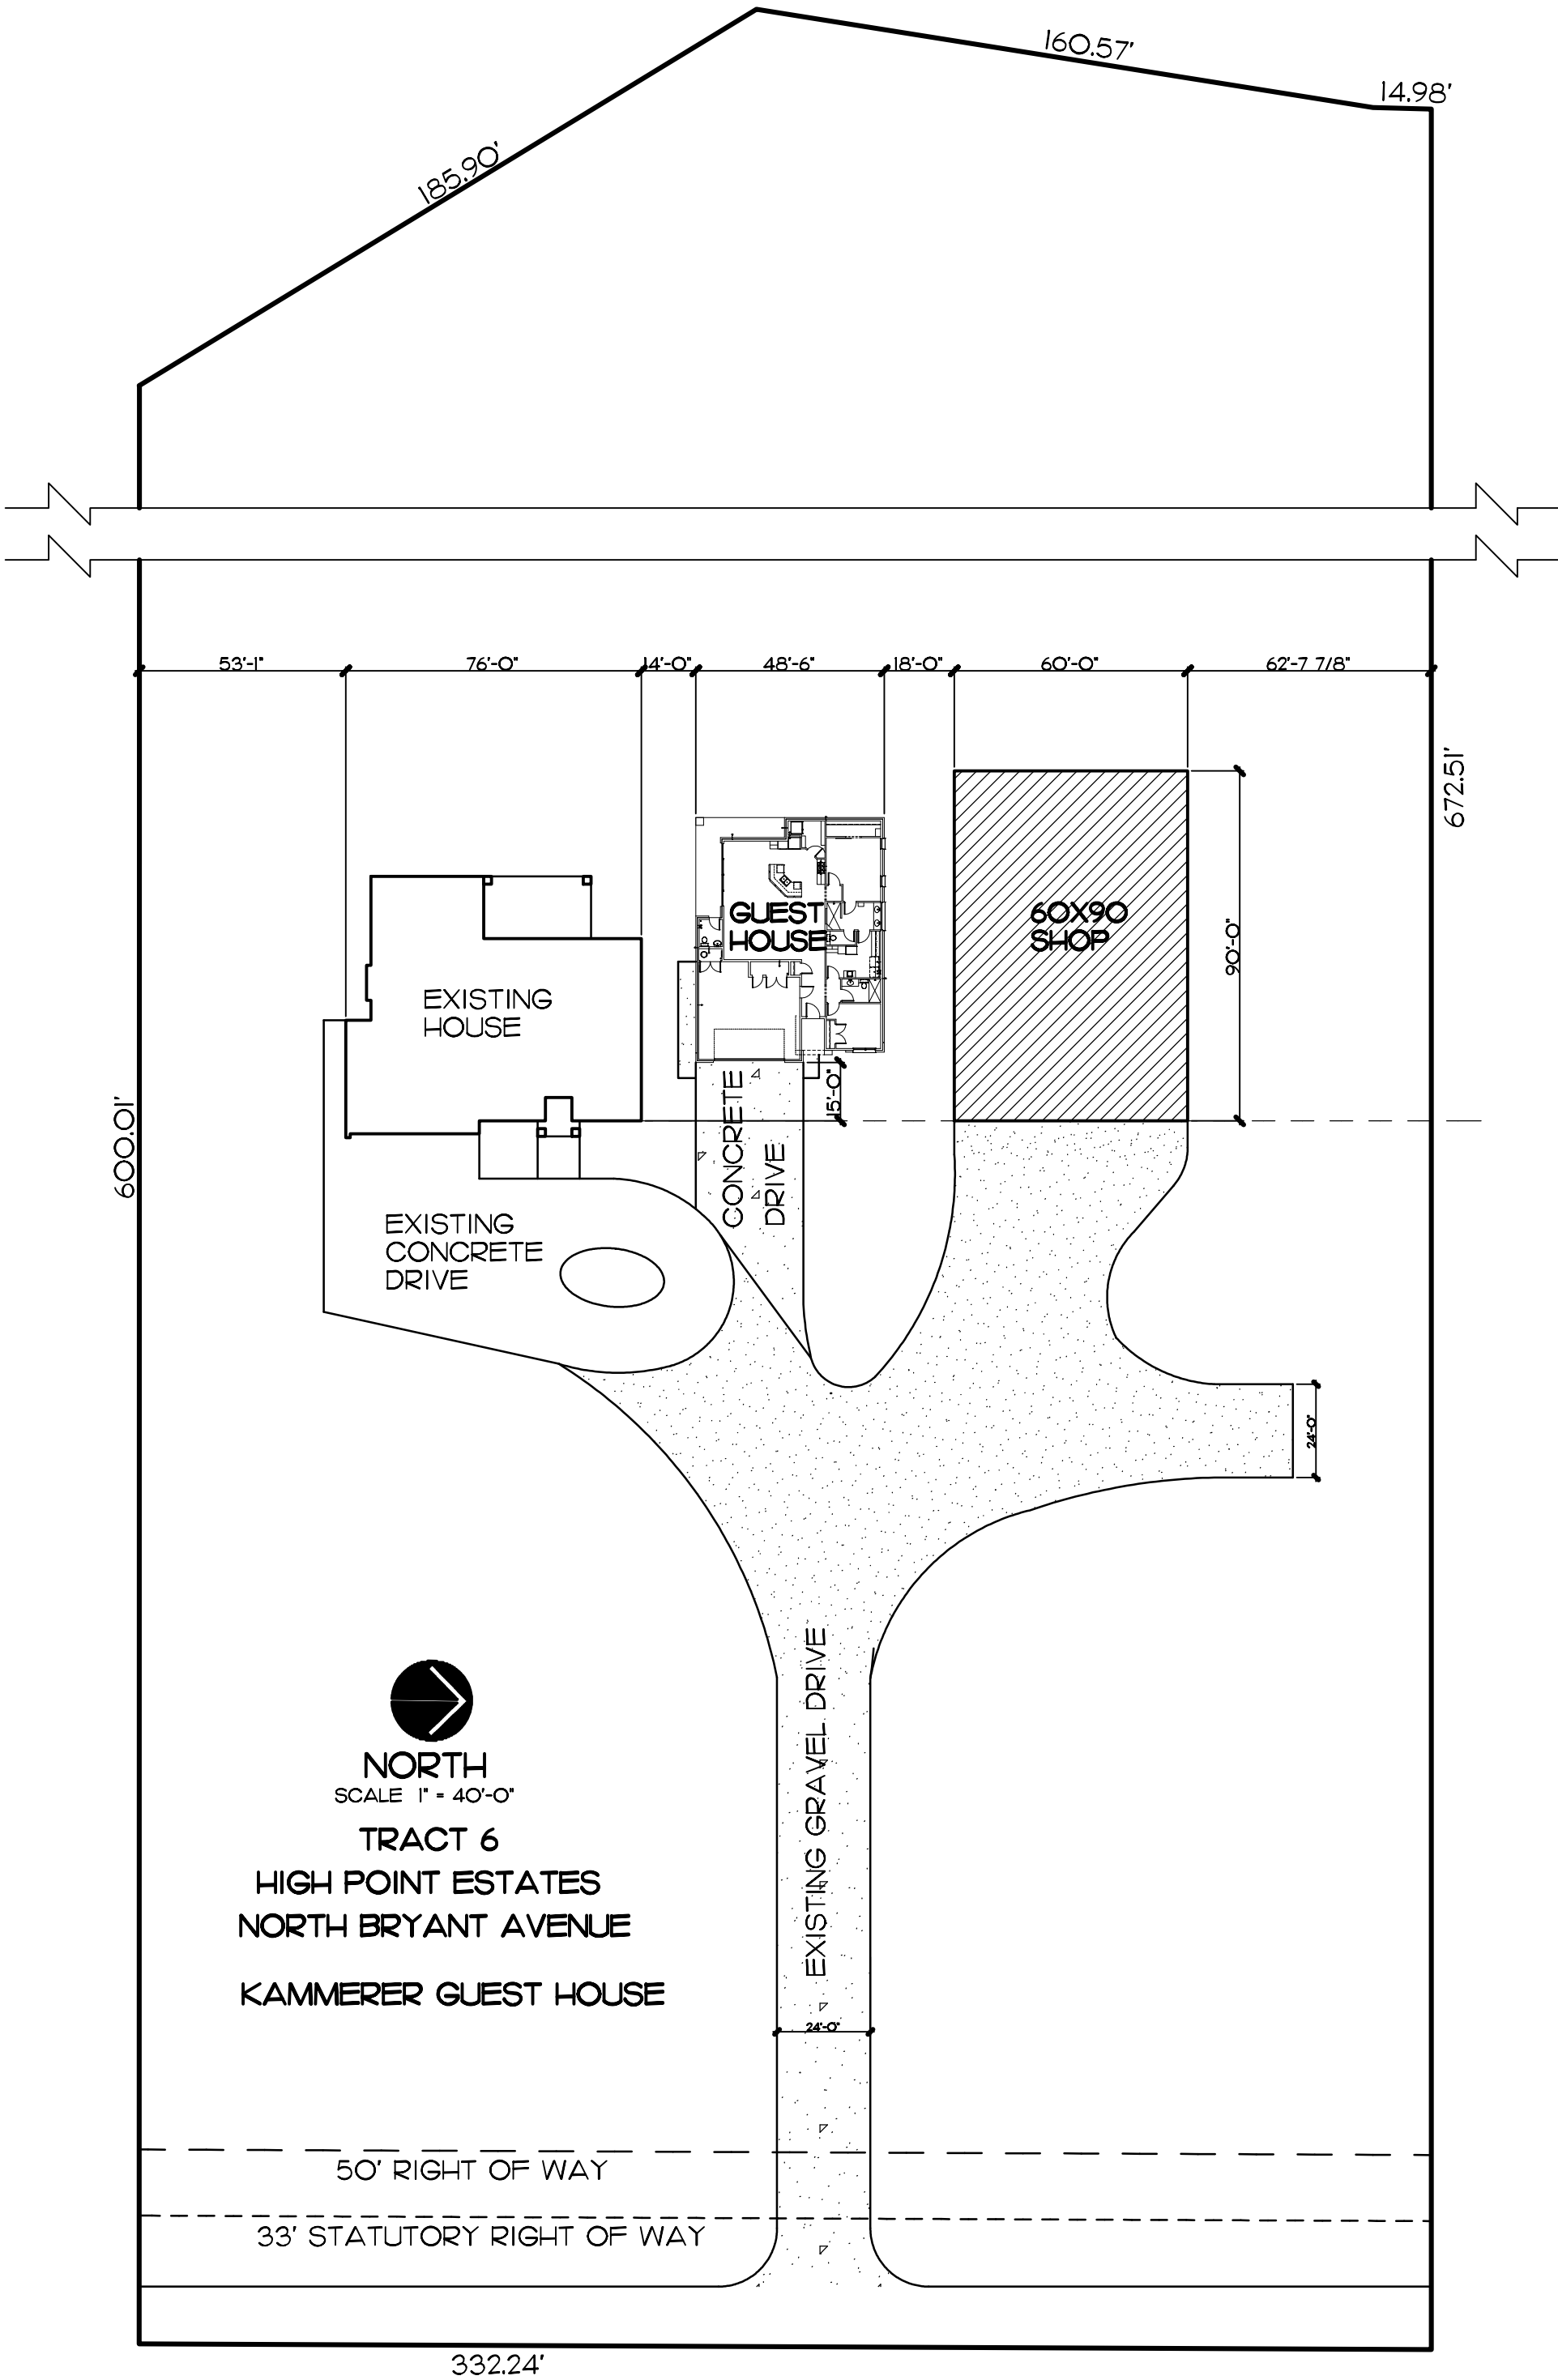 160.57'
14.98'
185.90'
53'-1"
76'-0"
14'-0"
48'-6"
18'-0"
60'-0"
62'-7 7/8"
672.51'
GUEST
HOUSE
60X90
SHOP
90'-0"
EXISTING
HOUSE
15'-0"
CONCRETE
DRIVE
600.01'
EXISTING
CONCRETE
DRIVE
24'-0"
EXISTING GRAVEL DRIVE
NORTH
SCALE 1" = 40'-0"
TRACT 6
HIGH POINT ESTATES
NORTH BRYANT AVENUE
KAMMERER GUEST HOUSE
24'-0"
50' RIGHT OF WAY
33' STATUTORY RIGHT OF WAY
332.24'